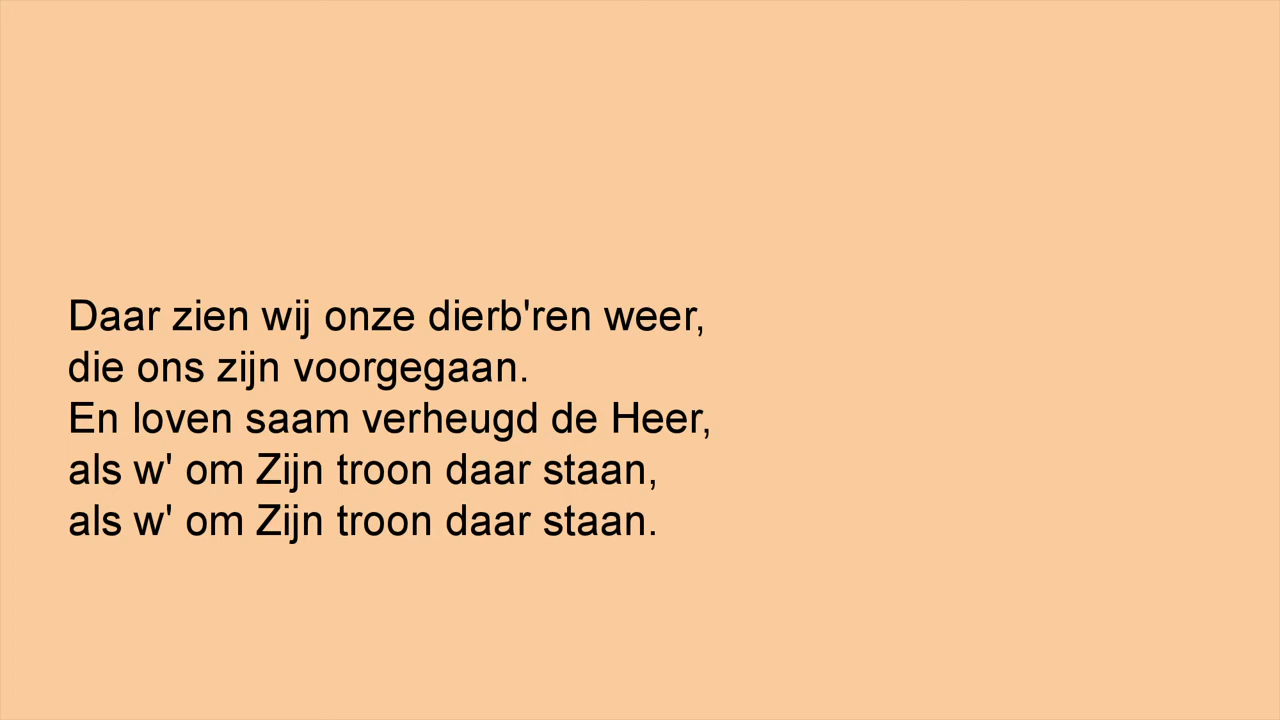 Daar zien wij onze dierb'ren weer,
die ons zijn voorgegaan.
En loven saam verheugd de Heer,
als w' om Zijn troon daar staan,
als w' om Zijn troon daar staan.